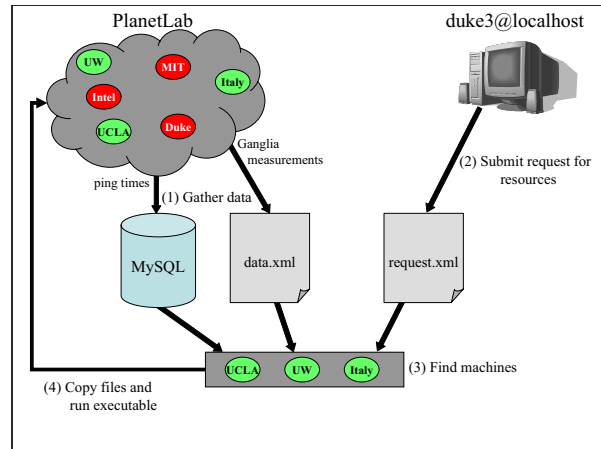 PlanetLab
duke3@localhost
UW
MIT
Italy
Intel
UCLA
Duke
Ganglia
measurements
ping times
(1) Gather data
(2) Submit request for
resources
MySQL
data.xml
request.xml
UCLA
UW
Italy
(3) Find machines
(4) Copy files and
run executable